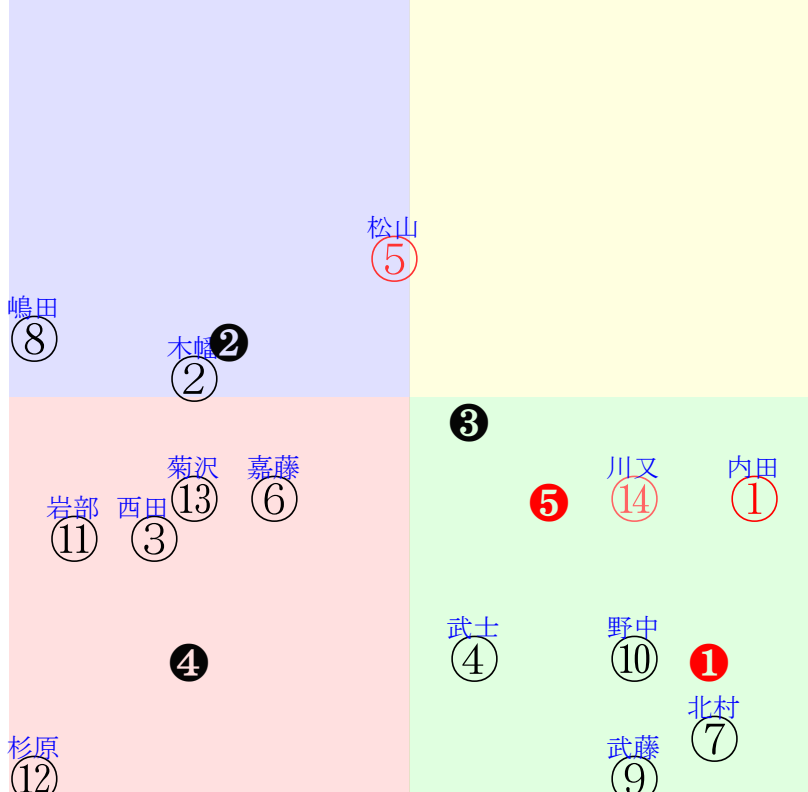 松山
⑤
嶋田
⑧
木幡
❷
②
❸
菊沢
⑬
嘉藤
⑥
川又
⑭
内田
①
❺
岩部
⑪
西田
③
武士
④
野中
⑩
❹
❶
北村
⑦
杉原
⑫
武藤
⑨